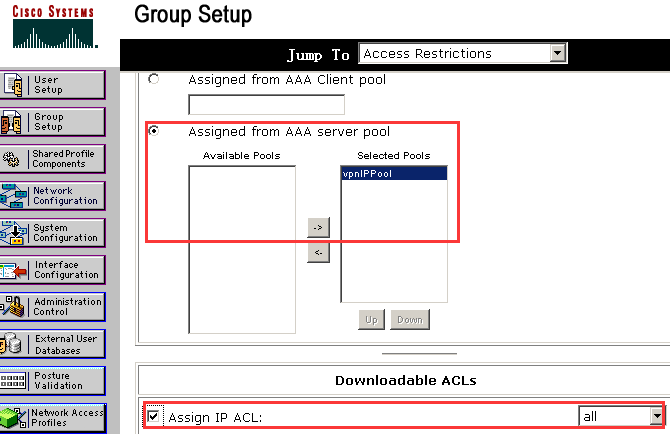 CISCO SYSTEMS
Group Setup
Jump To Access Restrictions
User
Setup
Group
Setup
Shared Profile
Components
Network
Configuration
System
Configuration
Interface
Configuration
Administration
Control
External User
Databases
Posture
Validation
Network Access
Profiles
Assigned from AAA Client pool
Assigned from AAA server pool
Available Pools Selected Pools
vpnIPPool
->
<-
Up Down
Downloadable ACLs
Assign IP ACL: all